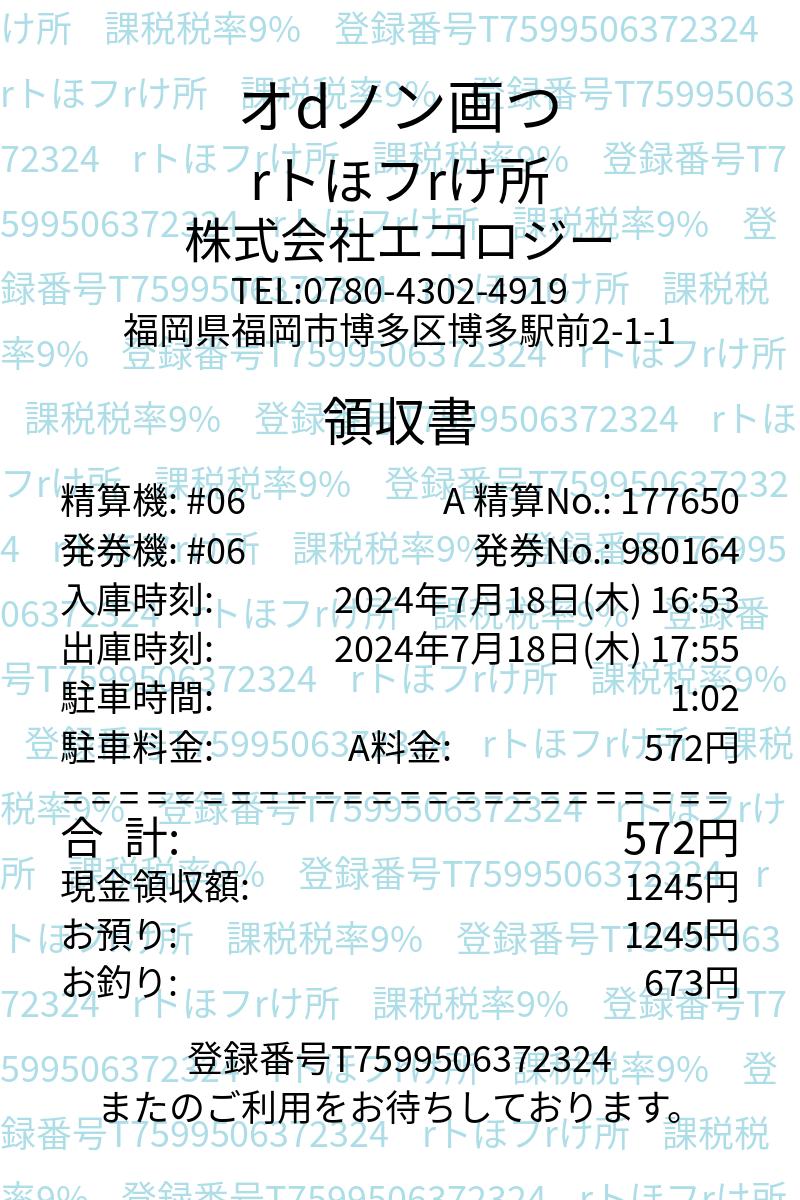 オdノン画つ
rトほフrけ所
株式会社エコロジー
TEL:0780-4302-4919
福岡県福岡市博多区博多駅前2-1-1
領収書
精算機: #06 A 精算No.: 177650
発券機: #06 発券No.: 980164
入庫時刻: 2024年7月18日(木) 16:53
出庫時刻: 2024年7月18日(木) 17:55
駐車時間: 1:02
駐車料金: A料金: 572円
========================
合 計: 572円
現金領収額: 1245円
お預り: 1245円
お釣り: 673円
登録番号T7599506372324
またのご利用をお待ちしております。
け所 課税税率9% 登録番号T7599506372324
rトほフrけ所 課税税率9% 登録番号T75995063
72324 rトほフrけ所 課税税率9% 登録番号T7
599506372324 rトほフrけ所 課税税率9% 登
録番号T7599506372324 rトほフrけ所 課税税
率9% 登録番号T7599506372324 rトほフrけ所
課税税率9% 登録番号T7599506372324 rトほ
フrけ所 課税税率9% 登録番号T759950637232
4 rトほフrけ所 課税税率9% 登録番号T75995
06372324 rトほフrけ所 課税税率9% 登録番
号T7599506372324 rトほフrけ所 課税税率9%
登録番号T7599506372324 rトほフrけ所 課税
税率9% 登録番号T7599506372324 rトほフrけ
所 課税税率9% 登録番号T7599506372324 r
トほフrけ所 課税税率9% 登録番号T75995063
72324 rトほフrけ所 課税税率9% 登録番号T7
599506372324 rトほフrけ所 課税税率9% 登
録番号T7599506372324 rトほフrけ所 課税税
率9% 登録番号T7599506372324 rトほフrけ所